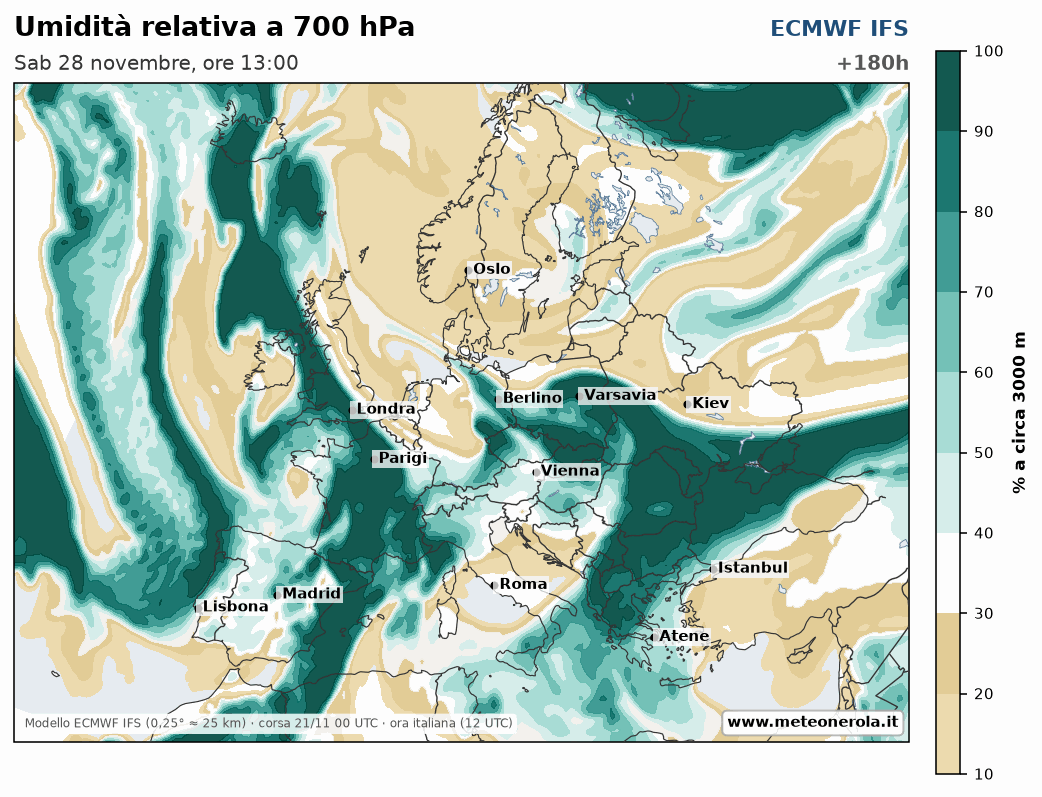 Umidità relativa a 700 hPa
ECMWF IFS
Sab 28 novembre, ore 13:00
+180h
Oslo
Londra
Berlino
Varsavia
Kiev
Parigi
Vienna
Istanbul
Roma
Madrid
Lisbona
Atene
Modello ECMWF IFS (0,25° ≈ 25 km) · corsa 21/11 00 UTC · ora italiana (12 UTC)
www.meteonerola.it
100
90
80
70
60
50
40
30
20
10
% a circa 3000 m